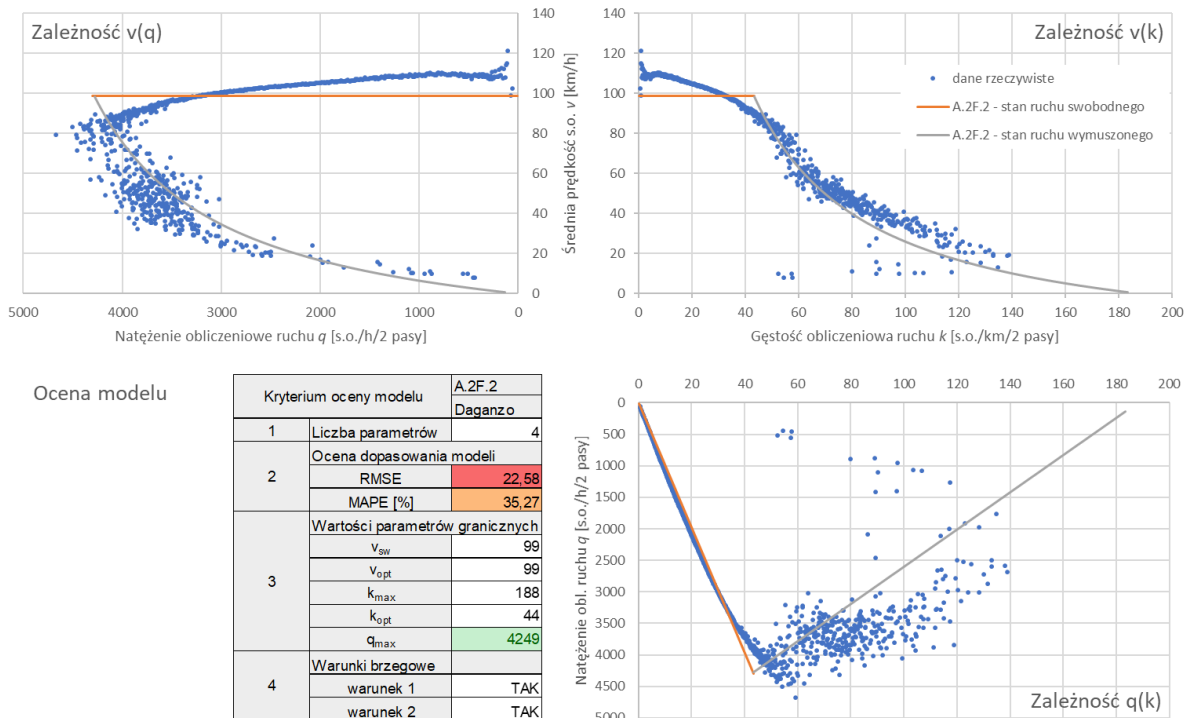 Zależność v(q)
140
120
100
80
60
40
20
0
Średnia prędkość s.o. v [km/h]
5000 4000 3000 2000 1000 0
Natężenie obliczeniowe ruchu q [s.o./h/2 pasy]
Zależność v(k)
140
120
100
80
60
40
20
0
dane rzeczywiste
A.2F.2 - stan ruchu swobodnego
A.2F.2 - stan ruchu wymuszonego
0 20 40 60 80 100 120 140 160 180 200
Gęstość obliczeniowa ruchu k [s.o./km/2 pasy]
Ocena modelu
Kryterium oceny modelu A.2F.2
Daganzo
1 Liczba parametrów 4
2 Ocena dopasowania modeli
RMSE 22,58
MAPE [%] 35,27
3 Wartości parametrów granicznych
vsw 99
vopt 99
kmax 188
kopt 44
qmax 4249
4 Warunki brzegowe
warunek 1 TAK
warunek 2 TAK
0 20 40 60 80 100 120 140 160 180 200
0
500
1000
1500
2000
2500
3000
3500
4000
4500
5000
Natężenie obl. ruchu q [s.o./h/2 pasy]
Zależność q(k)